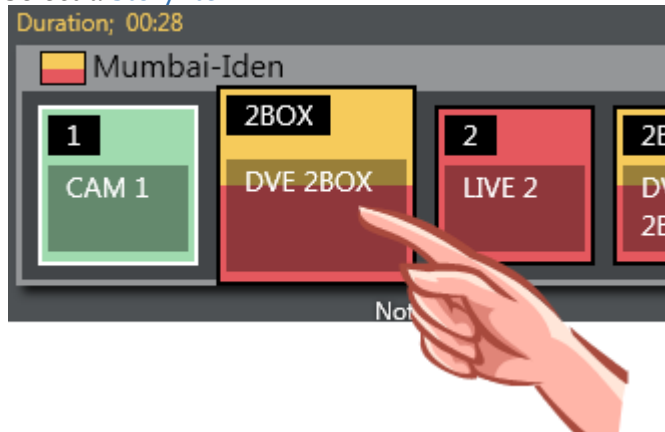 Duration; 00:28
Mumbai-Iden
1
CAM 1
2BOX
DVE 2BOX
2
LIVE 2